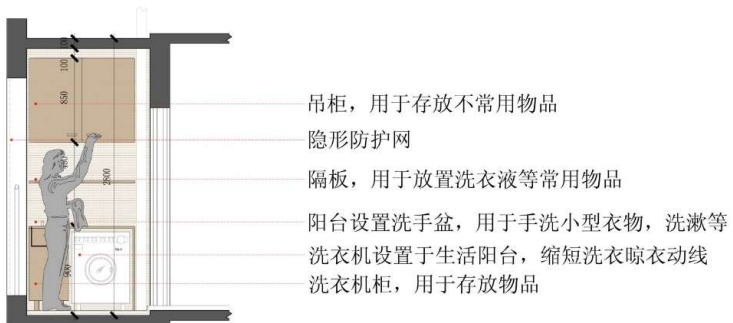 100
100
850
2800
900
吊柜，用于存放不常用物品
隐形防护网
隔板，用于放置洗衣液等常用物品
阳台设置洗手盆，用于手洗小型衣物，洗漱等
洗衣机设置于生活阳台，缩短洗衣晾衣动线
洗衣机柜，用于存放物品